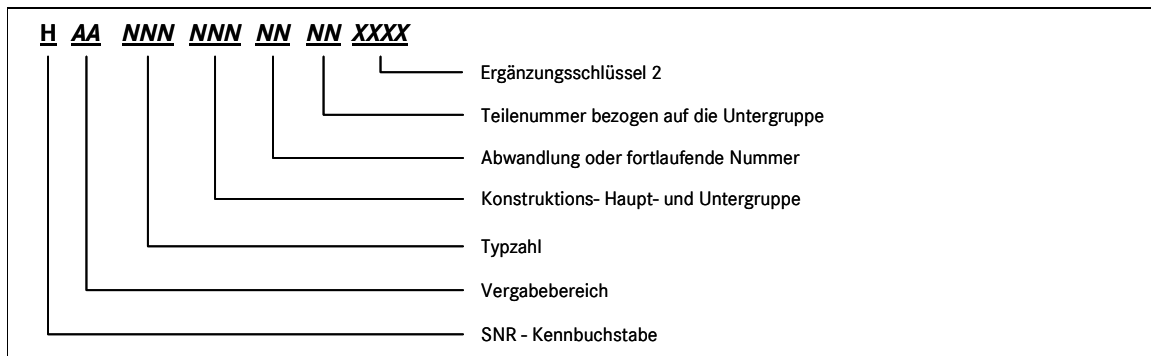 H AA NNN NNN NN NN XXXX
Ergänzungsschlüssel 2
Teilenummer bezogen auf die Untergruppe
Abwandlung oder fortlaufende Nummer
Konstruktions- Haupt- und Untergruppe
Typzahl
Vergabebereich
SNR - Kennbuchstabe